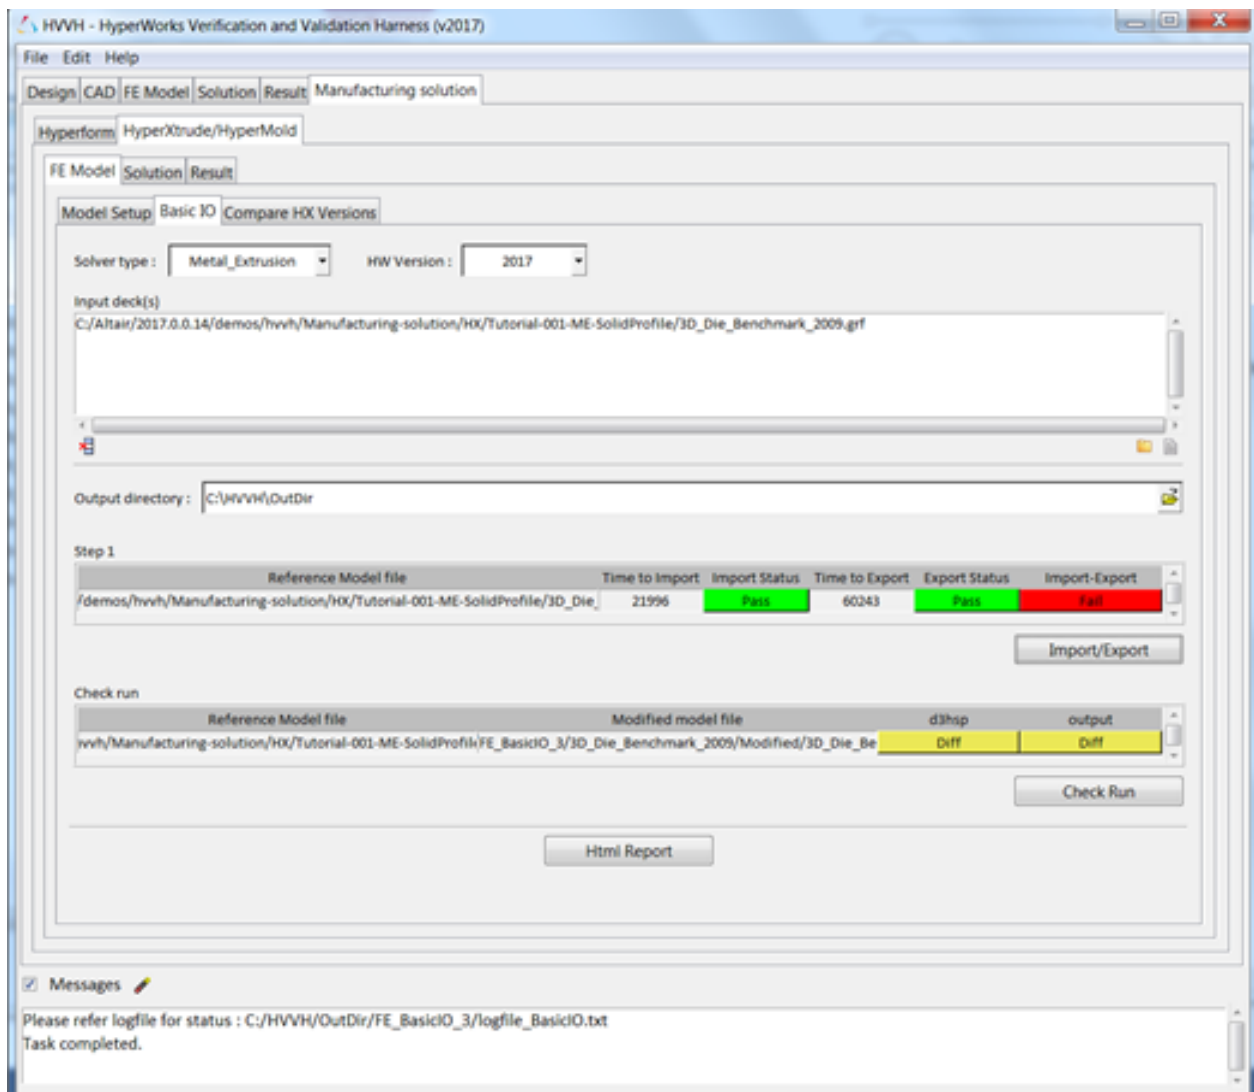 HVVH - HyperWorks Verification and Validation Harness (v2017)
File Edit Help
Design CAD FE Model Solution Result Manufacturing solution
Hyperform HyperXtrude/HyperMold
FE Model Solution Result
Model Setup Basic IO Compare HX Versions
Solver type : Metal_Extrusion HW Version : 2017
Input deck(s)
C:/Altair/2017.0.0.14/demos/hvvh/Manufacturing-solution/HX/Tutorial-001-ME-SolidProfile/3D_Die_Benchmark_2009.grf
Output directory : C:\HVVH\OutDir
Step 1
Reference Model file Time to Import Import Status Time to Export Export Status Import-Export
/demos/hvvh/Manufacturing-solution/HX/Tutorial-001-ME-SolidProfile/3D_Die_ 21996 Pass 60243 Pass Fail
Import/Export
Check run
Reference Model file Modified model file d3hsp output
vvh/Manufacturing-solution/HX/Tutorial-001-ME-SolidProfil FE_BasicIO_3/3D_Die_Benchmark_2009/Modified/3D_Die_Be Diff Diff
Check Run
Html Report
Messages
Please refer logfile for status : C:/HVVH/OutDir/FE_BasicIO_3/logfile_BasicIO.txt
Task completed.